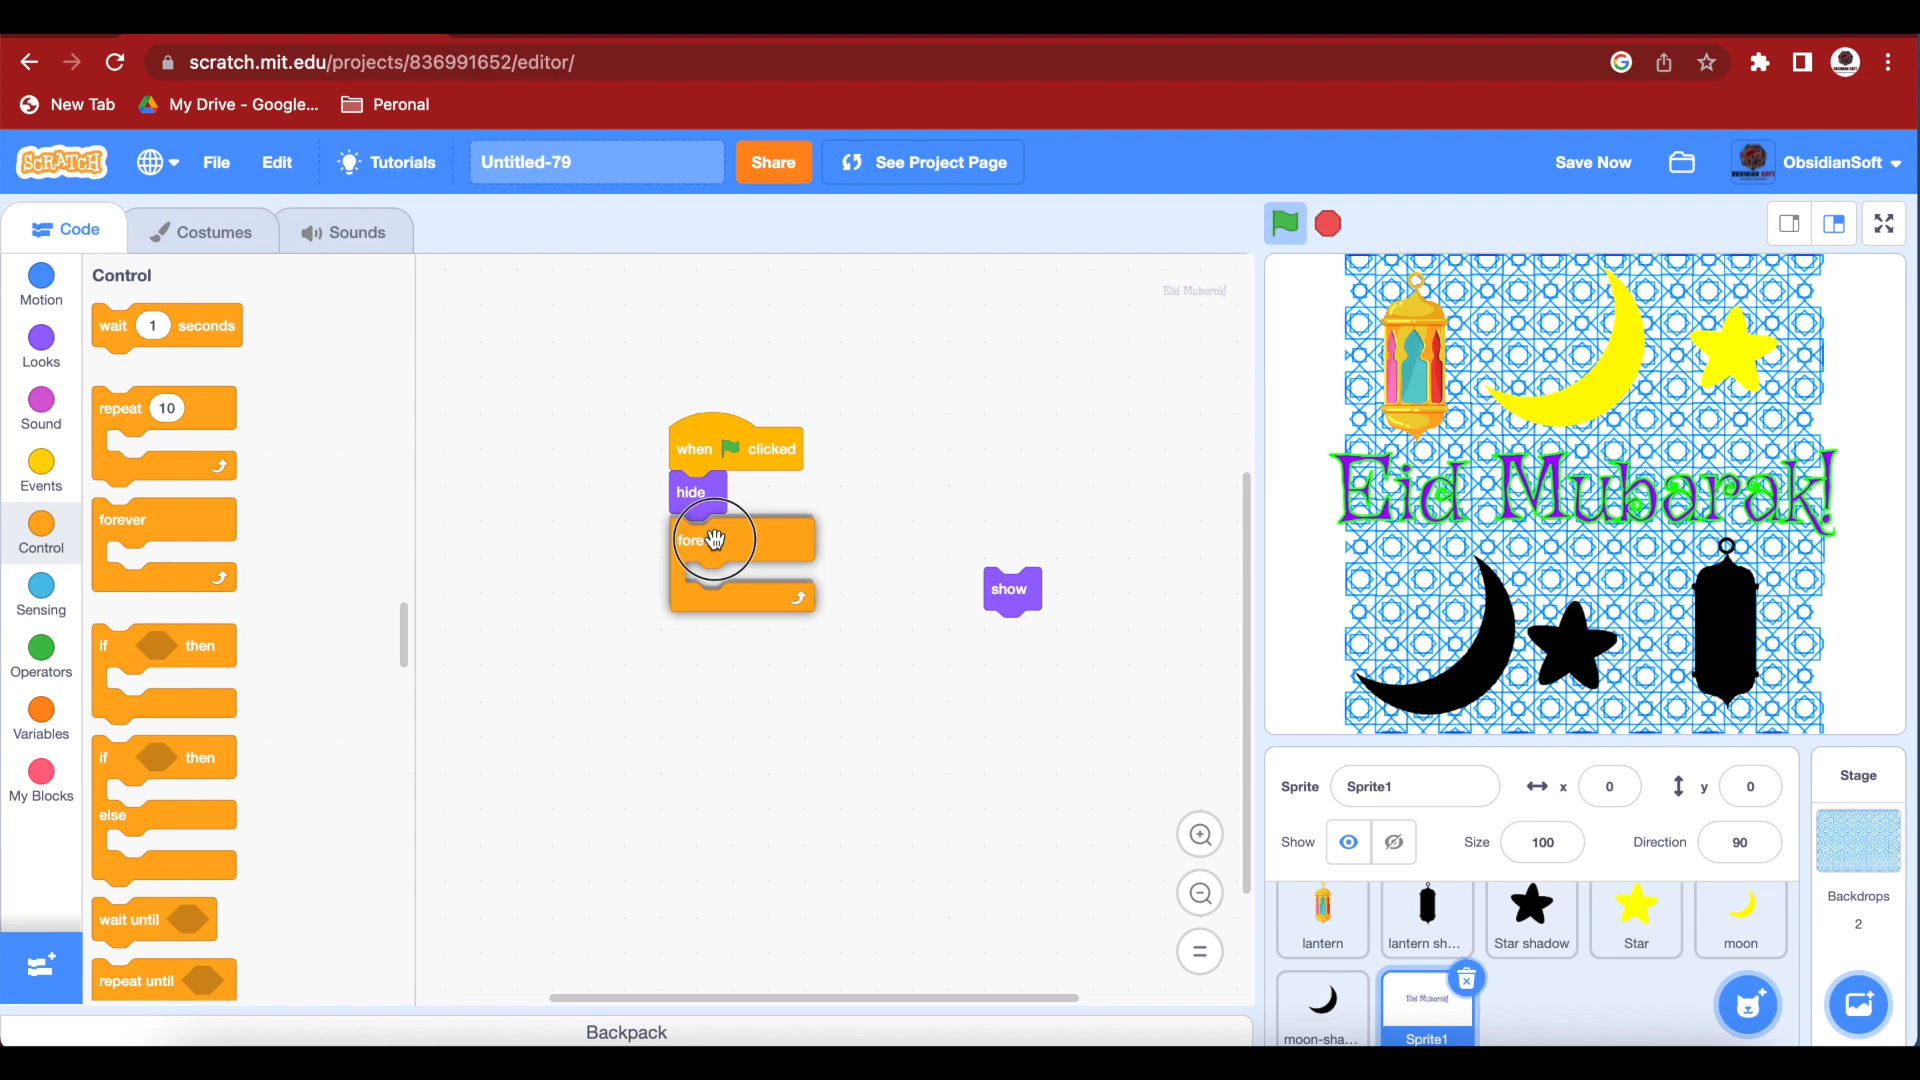 scratch.mit.edu/projects/836991652/editor/
New Tab My Drive - Google... Peronal
SCRATCH File Edit Tutorials Untitled-79 Share See Project Page Save Now ObsidianSoft
Code Costumes Sounds
Motion
Looks
Sound
Events
Control
Sensing
Operators
Variables
My Blocks
Control
wait 1 seconds
repeat 10
forever
if then
if then
else
wait until
repeat until
Eid Mubarak!
when clicked
hide
fore
show
Backpack
Eid Mubarak!
Sprite Sprite1 x 0 y 0
Show Size 100 Direction 90
lantern lantern sh... Star shadow Star moon
Eid Mubarak!
moon-sha... Sprite1
Stage
Backdrops
2